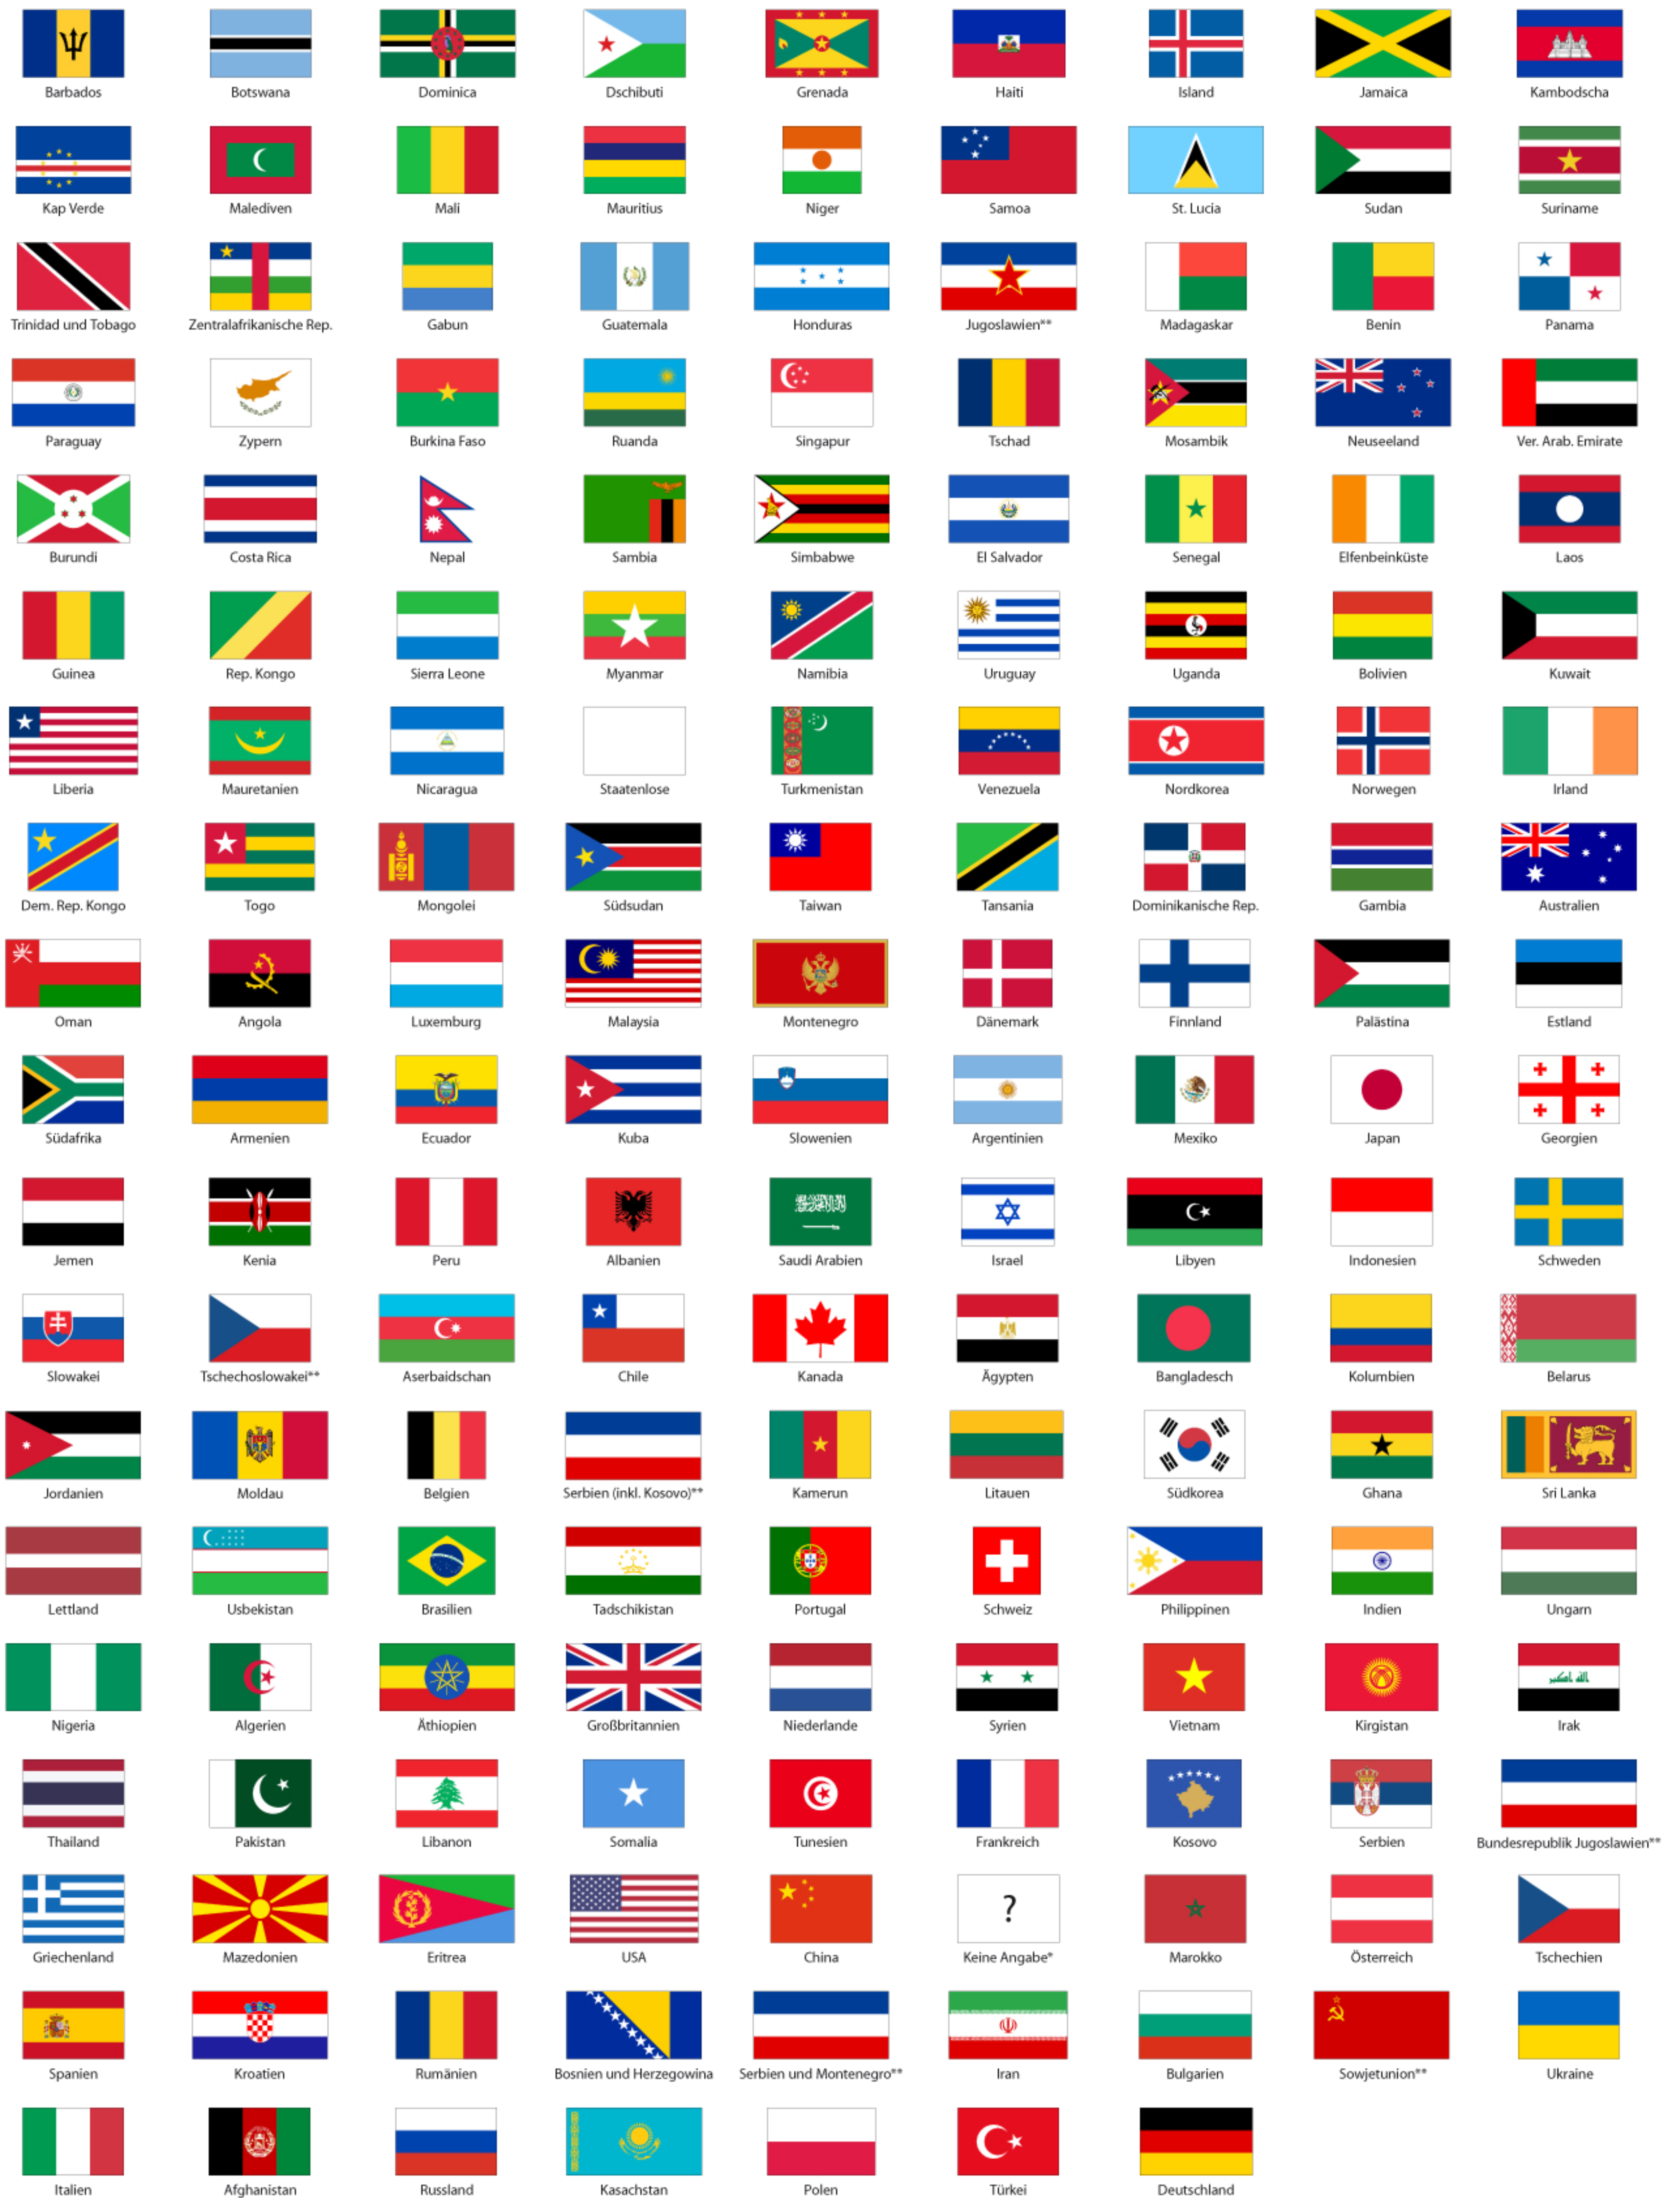 Barbados Botswana Dominica Dschibuti Grenada Haiti Island Jamaica Kambodscha
Kap Verde Malediven Mali Mauritius Niger Samoa St. Lucia Sudan Suriname
Trinidad und Tobago Zentralafrikanische Rep. Gabun Guatemala Honduras Jugoslawien** Madagaskar Benin Panama
Paraguay Zypern Burkina Faso Ruanda Singapur Tschad Mosambik Neuseeland Ver. Arab. Emirate
Burundi Costa Rica Nepal Sambia Simbabwe El Salvador Senegal Elfenbeinküste Laos
Guinea Rep. Kongo Sierra Leone Myanmar Namibia Uruguay Uganda Bolivien Kuwait
Liberia Mauretanien Nicaragua Staatenlose Turkmenistan Venezuela Nordkorea Norwegen Irland
Dem. Rep. Kongo Togo Mongolei Südsudan Taiwan Tansania Dominikanische Rep. Gambia Australien
Oman Angola Luxemburg Malaysia Montenegro Dänemark Finnland Palästina Estland
Südafrika Armenien Ecuador Kuba Slowenien Argentinien Mexiko Japan Georgien
Jemen Kenia Peru Albanien Saudi Arabien Israel Libyen Indonesien Schweden
Slowakei Tschechoslowakei** Aserbaidschan Chile Kanada Ägypten Bangladesch Kolumbien Belarus
Jordanien Moldau Belgien Serbien (inkl. Kosovo)** Kamerun Litauen Südkorea Ghana Sri Lanka
Lettland Usbekistan Brasilien Tadschikistan Portugal Schweiz Philippinen Indien Ungarn
Nigeria Algerien Äthiopien Großbritannien Niederlande Syrien Vietnam Kirgistan Irak
Thailand Pakistan Libanon Somalia Tunesien Frankreich Kosovo Serbien Bundesrepublik Jugoslawien**
?
Griechenland Mazedonien Eritrea USA China Keine Angabe* Marokko Österreich Tschechien
Spanien Kroatien Rumänien Bosnien und Herzegowina Serbien und Montenegro** Iran Bulgarien Sowjetunion** Ukraine
Italien Afghanistan Russland Kasachstan Polen Türkei Deutschland